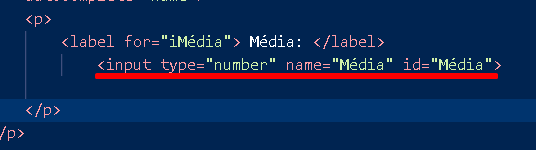 <p>
<label for="iMédia"> Média: </label>
<input type="number" name="Média" id="Média">
</p>
/p>